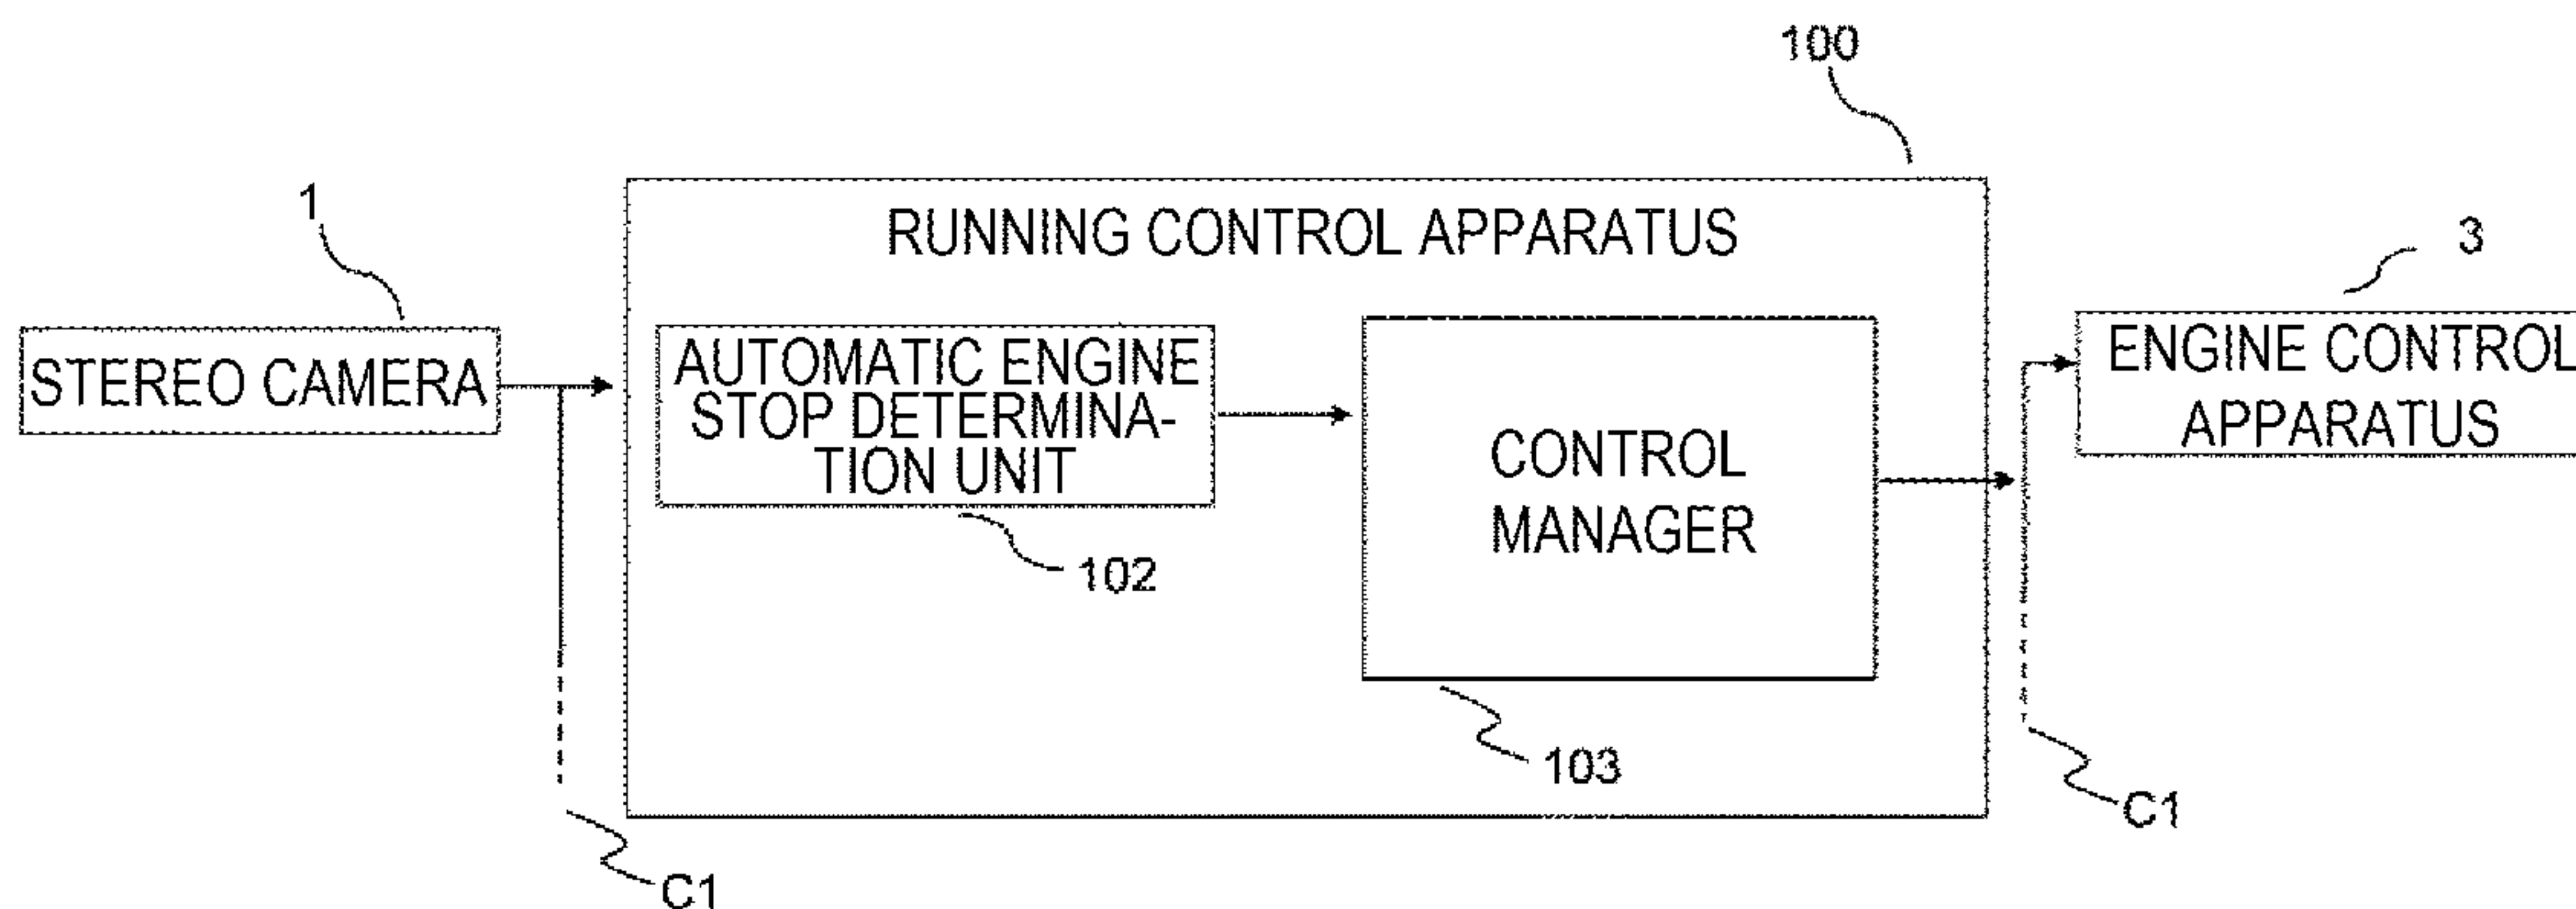 100
1
RUNNING CONTROL APPARATUS
3
STEREO CAMERA
AUTOMATIC ENGINE
STOP DETERMINA-
TION UNIT
102
CONTROL
MANAGER
103
ENGINE CONTROL
APPARATUS
C1
C1